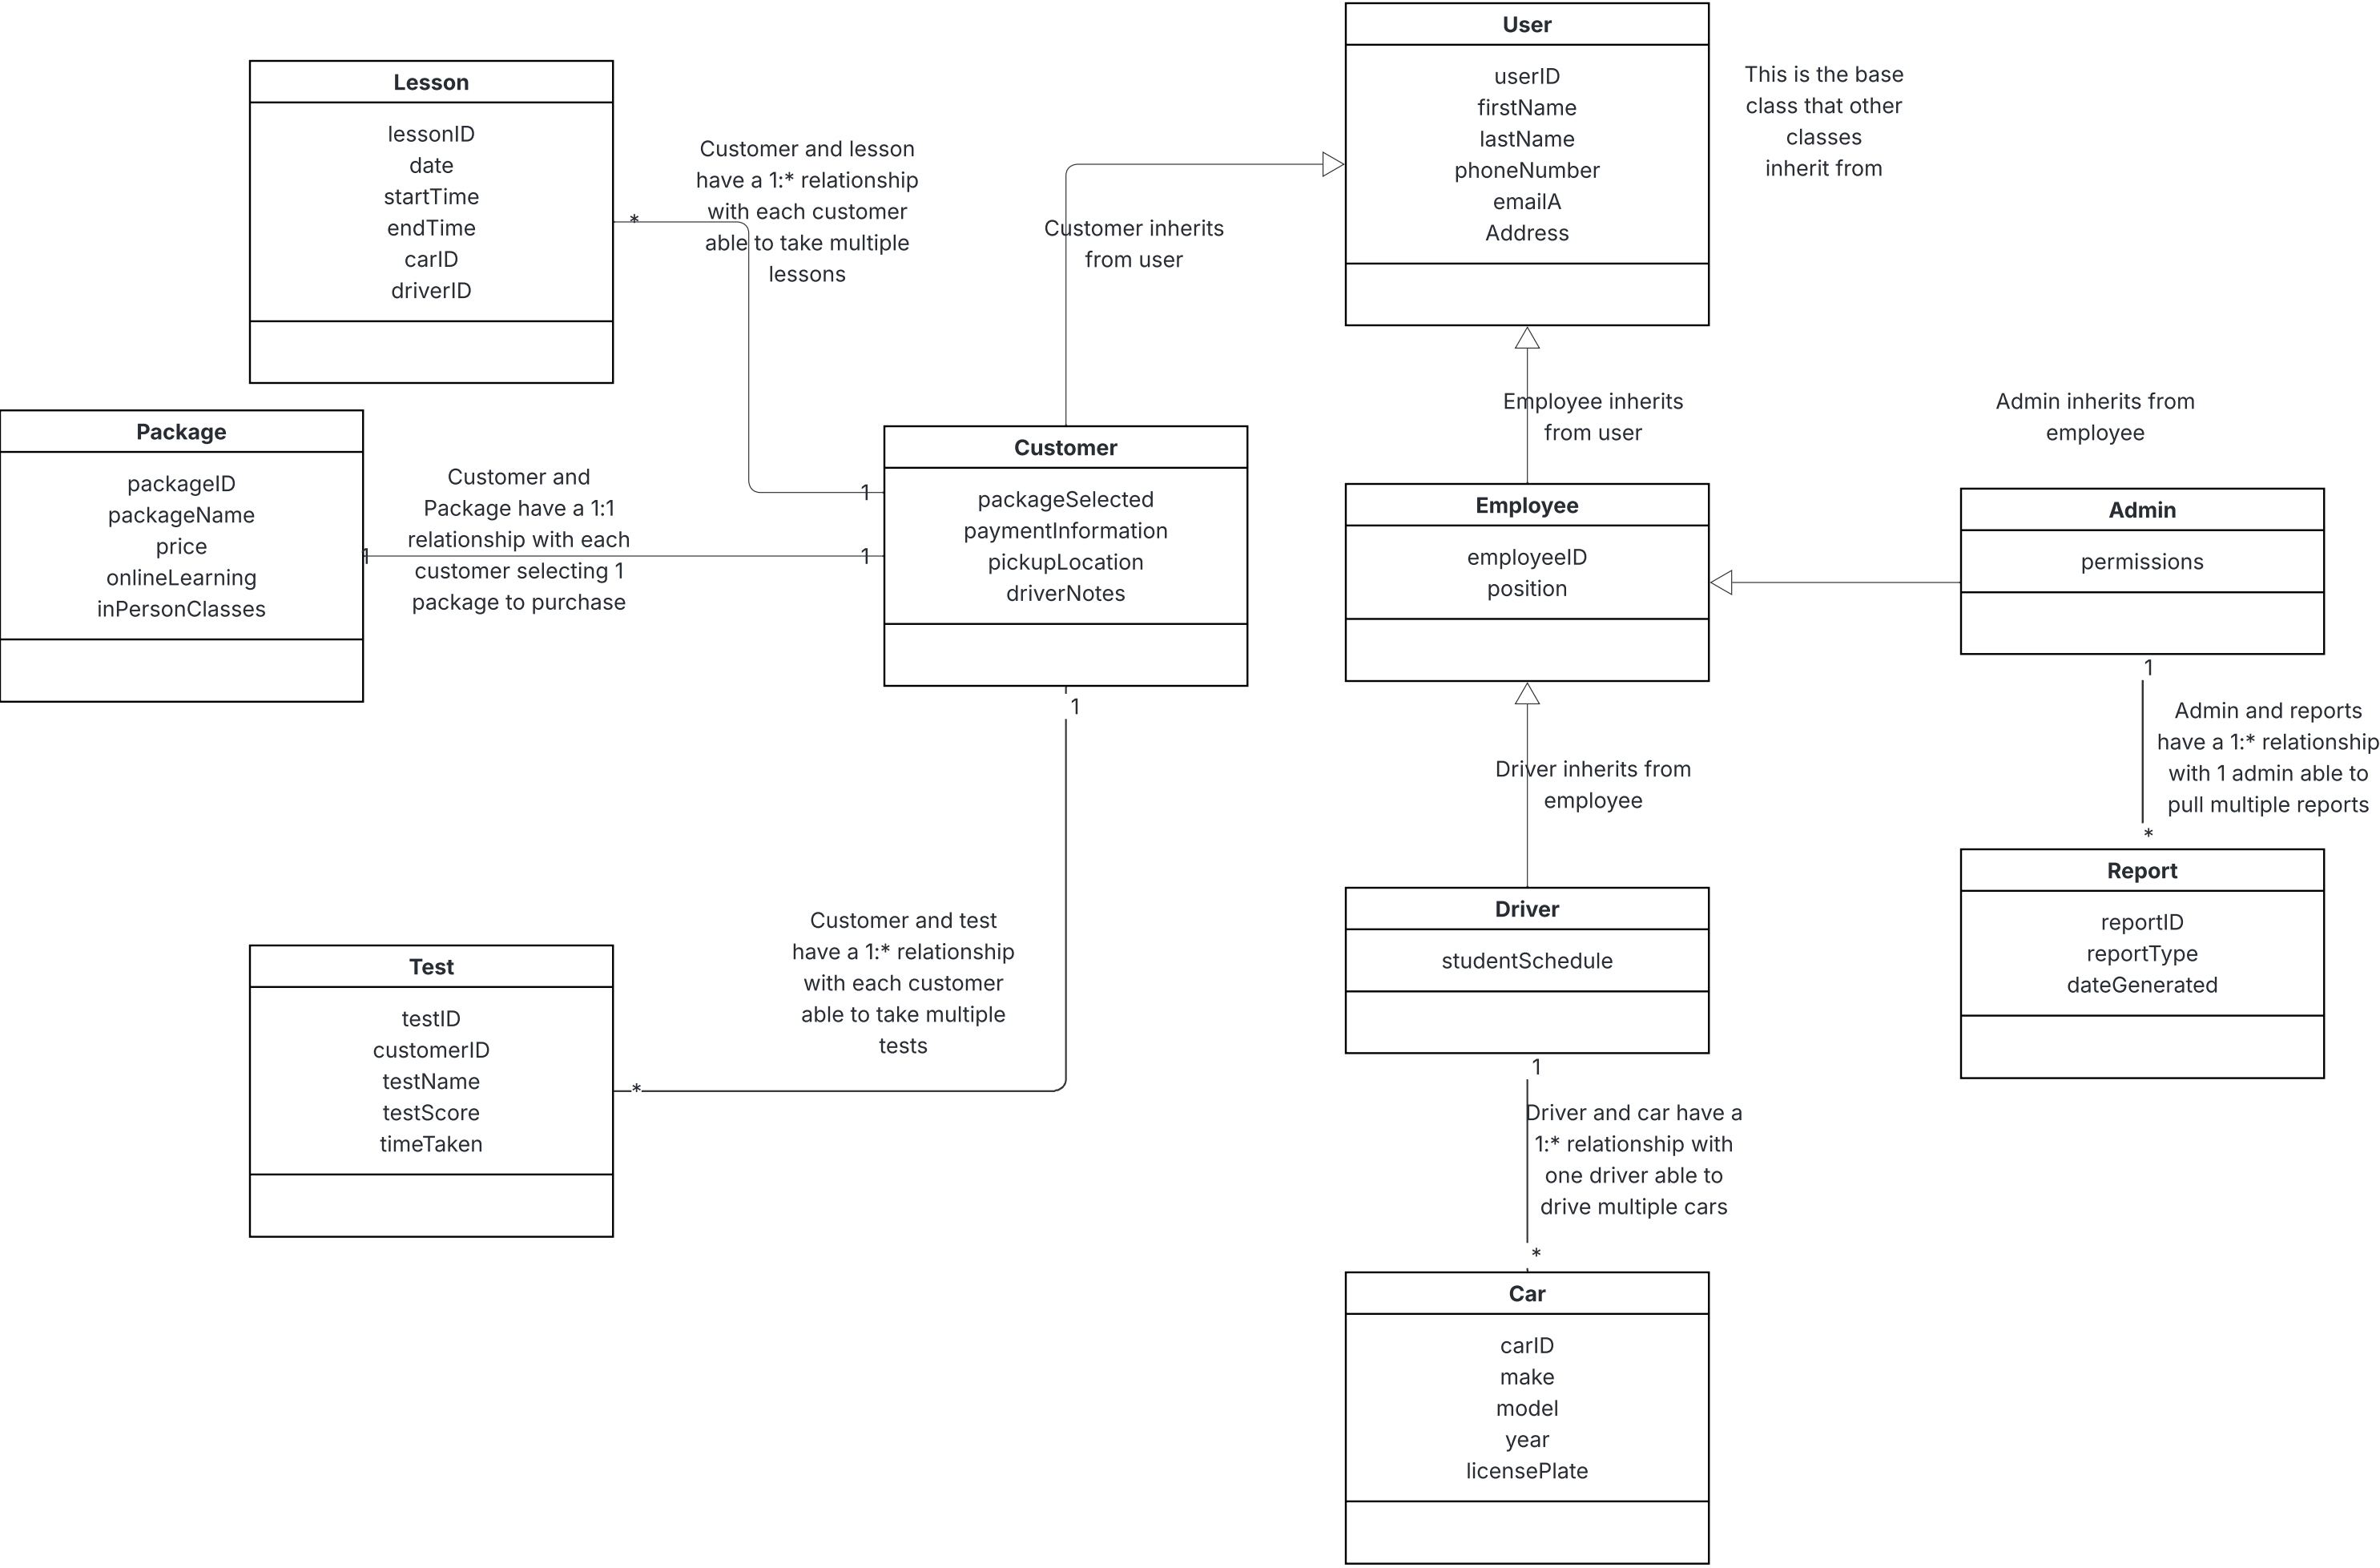 User
userID
firstName
lastName
phoneNumber
emailA
Address
This is the base
class that other
classes
inherit from
Lesson
lessonID
date
startTime
endTime
carID
driverID
Customer and lesson
have a 1:* relationship
with each customer
able to take multiple
lessons
*
1
Customer inherits
from user
Package
packageID
packageName
price
onlineLearning
inPersonClasses
Customer and
Package have a 1:1
relationship with each
customer selecting 1
package to purchase
1
1
Customer
packageSelected
paymentInformation
pickupLocation
driverNotes
Employee inherits
from user
Admin inherits from
employee
Employee
employeeID
position
Admin
permissions
1
Admin and reports
have a 1:* relationship
with 1 admin able to
pull multiple reports
*
Report
reportID
reportType
dateGenerated
1
Customer and test
have a 1:* relationship
with each customer
able to take multiple
tests
*
Test
testID
customerID
testName
testScore
timeTaken
Driver inherits from
employee
Driver
studentSchedule
1
Driver and car have a
1:* relationship with
one driver able to
drive multiple cars
*
Car
carID
make
model
year
licensePlate